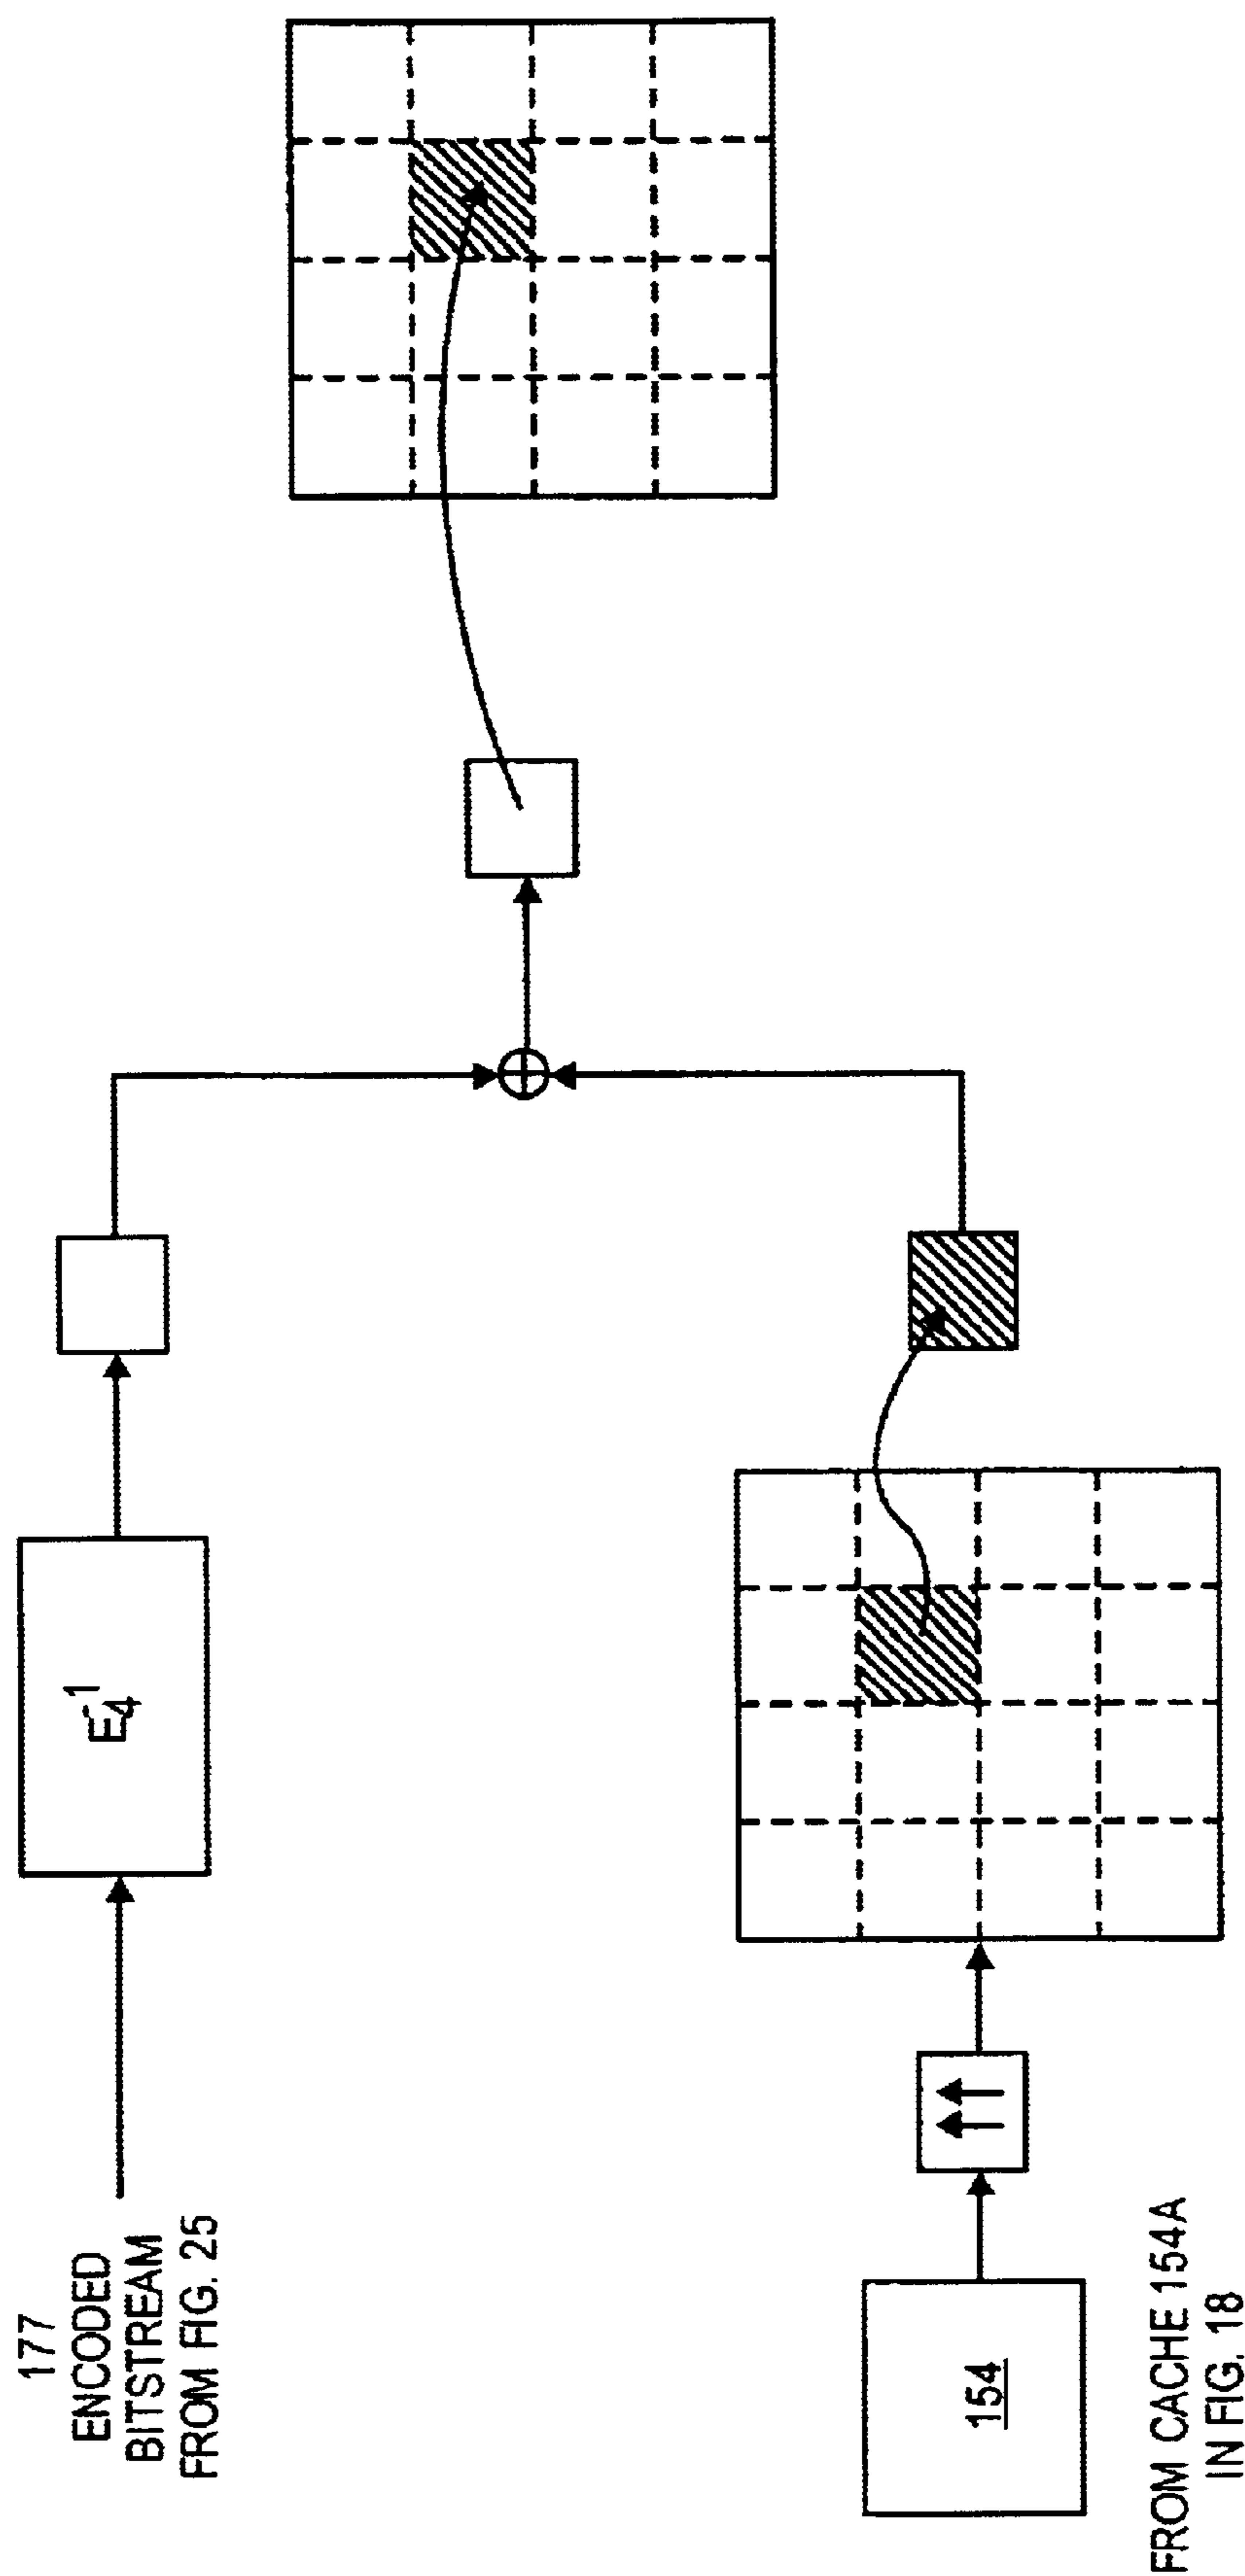 177
ENCODED
BITSTREAM
FROM FIG. 25
E₄⁻¹
154
FROM CACHE 154A
IN FIG. 18